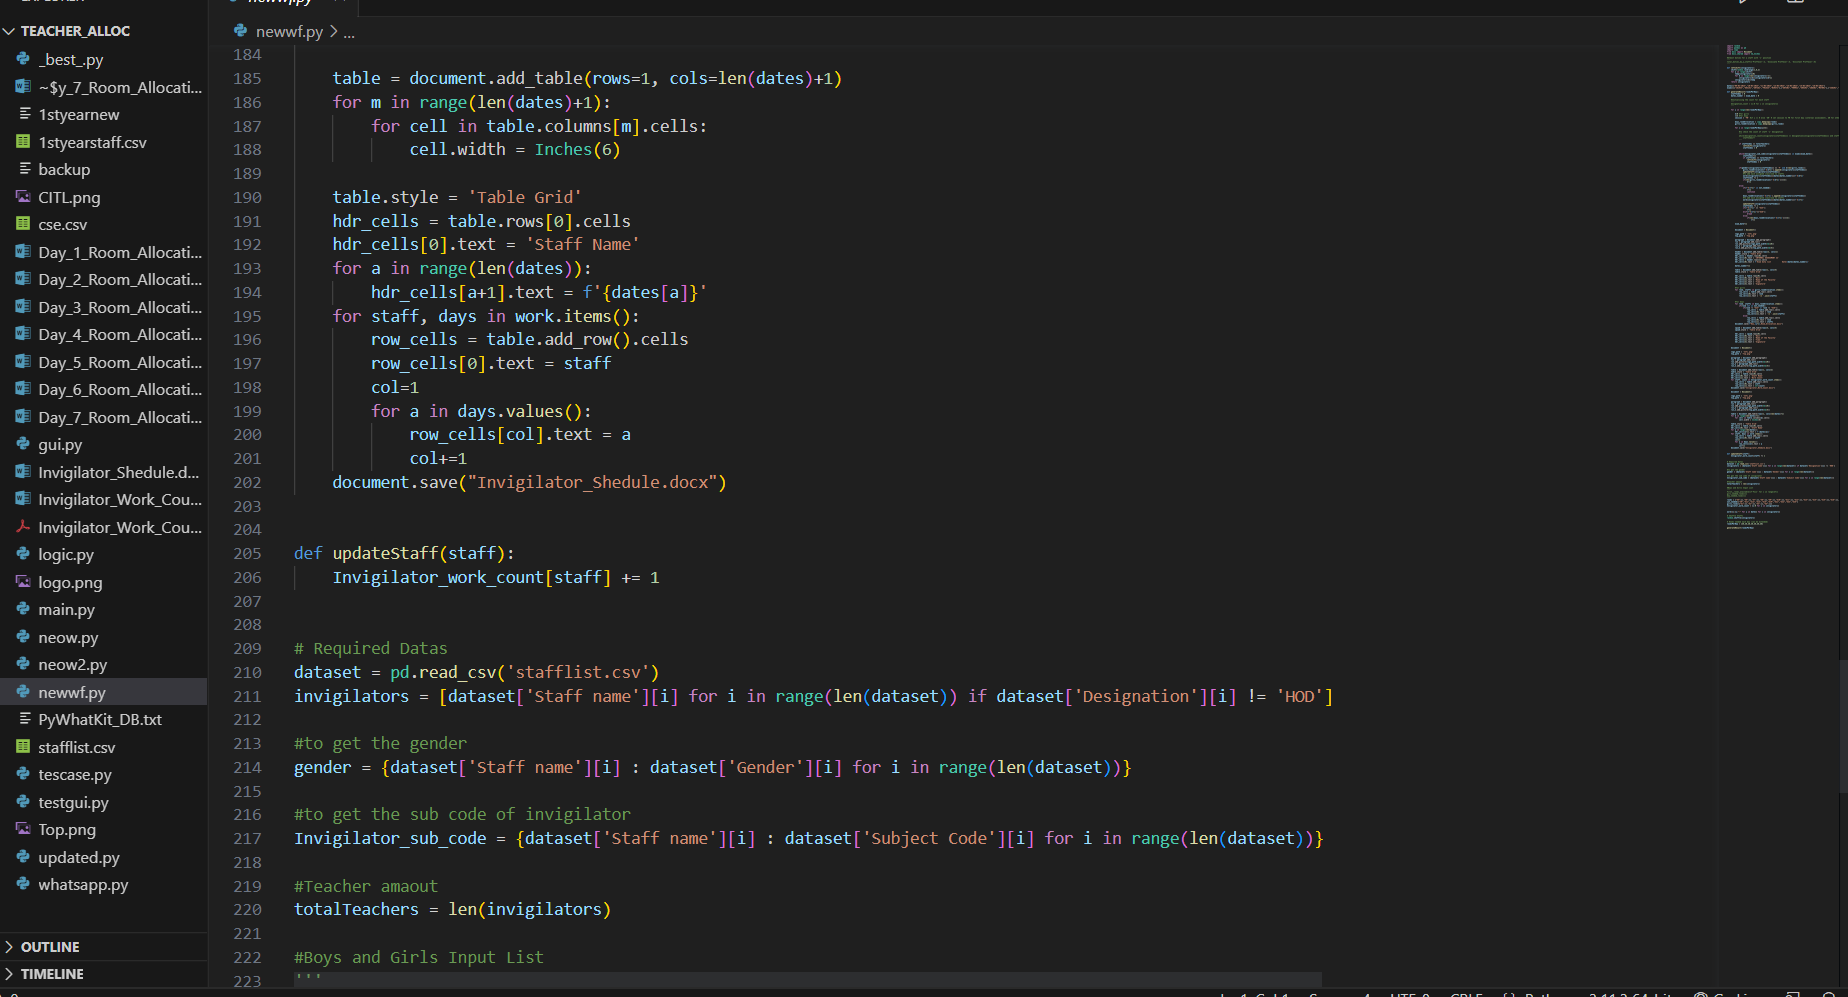 TEACHER_ALLOC
_best_.py
~$y_7_Room_Allocati...
1styearnew
1styearstaff.csv
backup
CITL.png
cse.csv
Day_1_Room_Allocati...
Day_2_Room_Allocati...
Day_3_Room_Allocati...
Day_4_Room_Allocati...
Day_5_Room_Allocati...
Day_6_Room_Allocati...
Day_7_Room_Allocati...
gui.py
Invigilator_Shedule.d...
Invigilator_Work_Cou...
Invigilator_Work_Cou...
logic.py
logo.png
main.py
neow.py
neow2.py
newwf.py
PyWhatKit_DB.txt
stafflist.csv
tescase.py
testgui.py
Top.png
updated.py
whatsapp.py
OUTLINE
TIMELINE
newwf.py
newwf.py > ...
184
185 table = document.add_table(rows=1, cols=len(dates)+1)
186 for m in range(len(dates)+1):
187 for cell in table.columns[m].cells:
188 cell.width = Inches(6)
189
190 table.style = 'Table Grid'
191 hdr_cells = table.rows[0].cells
192 hdr_cells[0].text = 'Staff Name'
193 for a in range(len(dates)):
194 hdr_cells[a+1].text = f'{dates[a]}'
195 for staff, days in work.items():
196 row_cells = table.add_row().cells
197 row_cells[0].text = staff
198 col=1
199 for a in days.values():
200 row_cells[col].text = a
201 col+=1
202 document.save("Invigilator_Shedule.docx")
203
204
205 def updateStaff(staff):
206 Invigilator_work_count[staff] += 1
207
208
209 # Required Datas
210 dataset = pd.read_csv('stafflist.csv')
211 invigilators = [dataset['Staff name'][i] for i in range(len(dataset)) if dataset['Designation'][i] != 'HOD']
212
213 #to get the gender
214 gender = {dataset['Staff name'][i] : dataset['Gender'][i] for i in range(len(dataset))}
215
216 #to get the sub code of invigilator
217 Invigilator_sub_code = {dataset['Staff name'][i] : dataset['Subject Code'][i] for i in range(len(dataset))}
218
219 #Teacher amaout
220 totalTeachers = len(invigilators)
221
222 #Boys and Girls Input List
223 '''